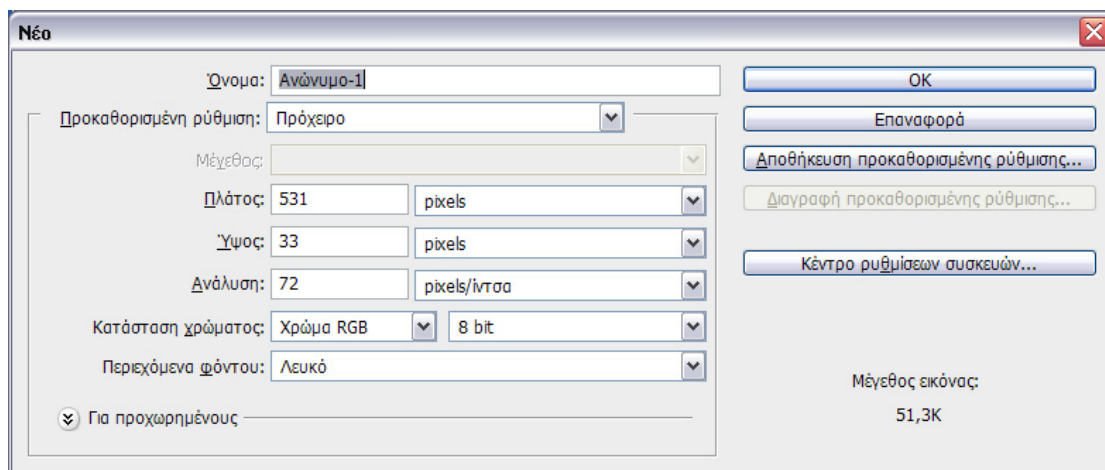 Νέο
Όνομα: Ανώνυμο-1
OK
Προκαθορισμένη ρύθμιση: Πρόχειρο
Επαναφορά
Μέγεθος:
Αποθήκευση προκαθορισμένης ρύθμισης...
Πλάτος: 531 pixels
Διαγραφή προκαθορισμένης ρύθμισης...
Ύψος: 33 pixels
Κέντρο ρυθμίσεων συσκευών...
Ανάλυση: 72 pixels/ίντσα
Κατάσταση χρώματος: Χρώμα RGB 8 bit
Περιεχόμενα φόντου: Λευκό
Μέγεθος εικόνας:
51,3K
Για προχωρημένους